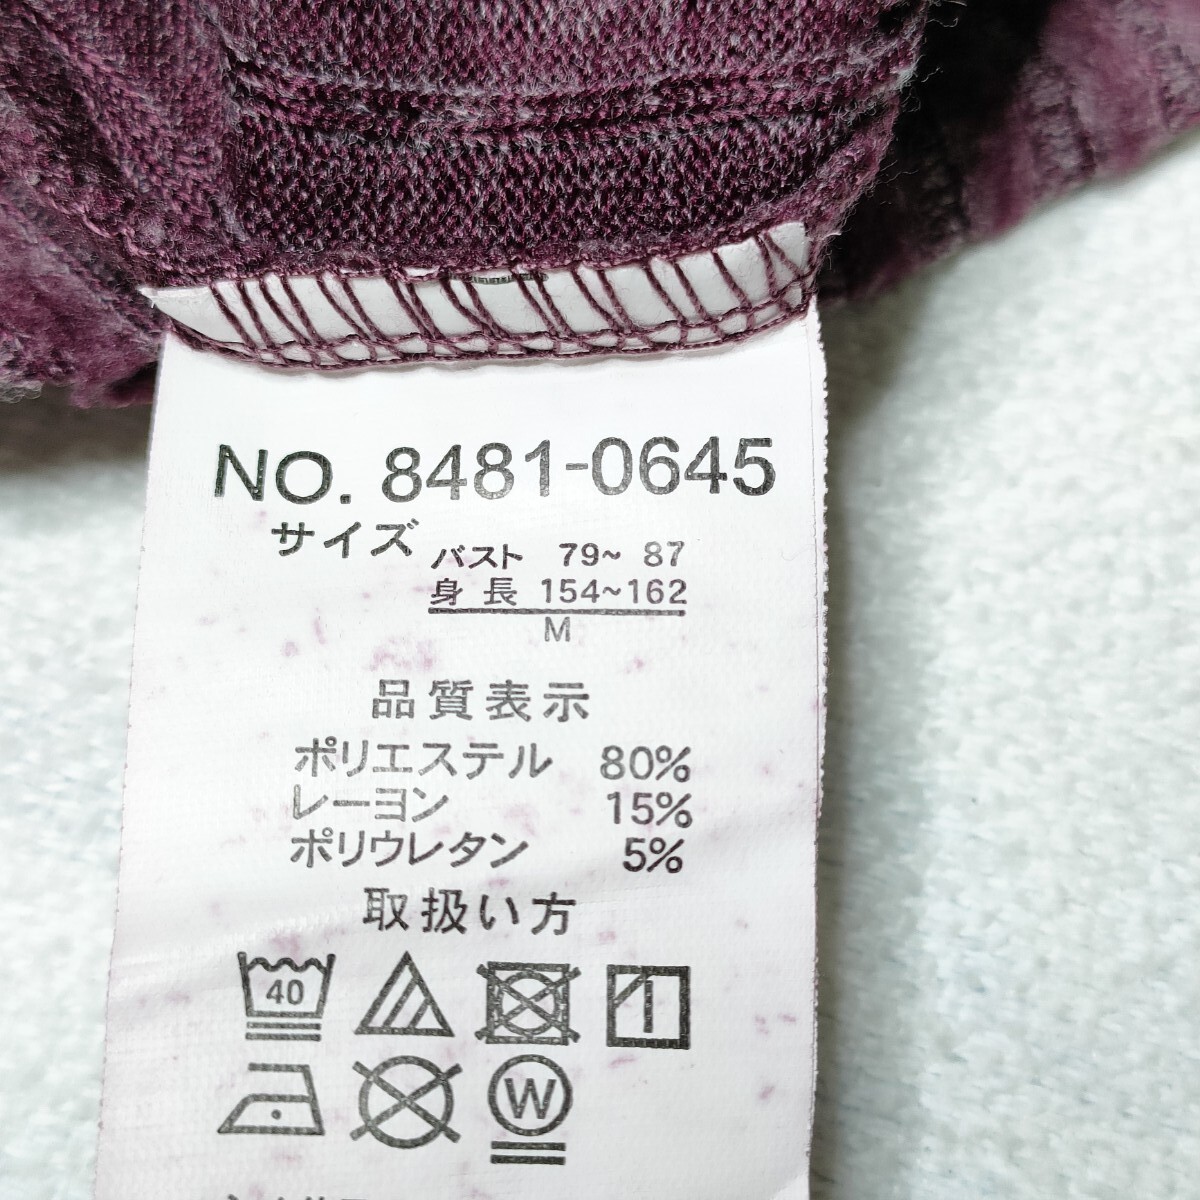 NO. 8481-0645
サイズ
バスト 79~ 87
身長 154~162
M
品質表示
ポリエステル 80%
レーヨン 15%
ポリウレタン 5%
取扱い方
40
W